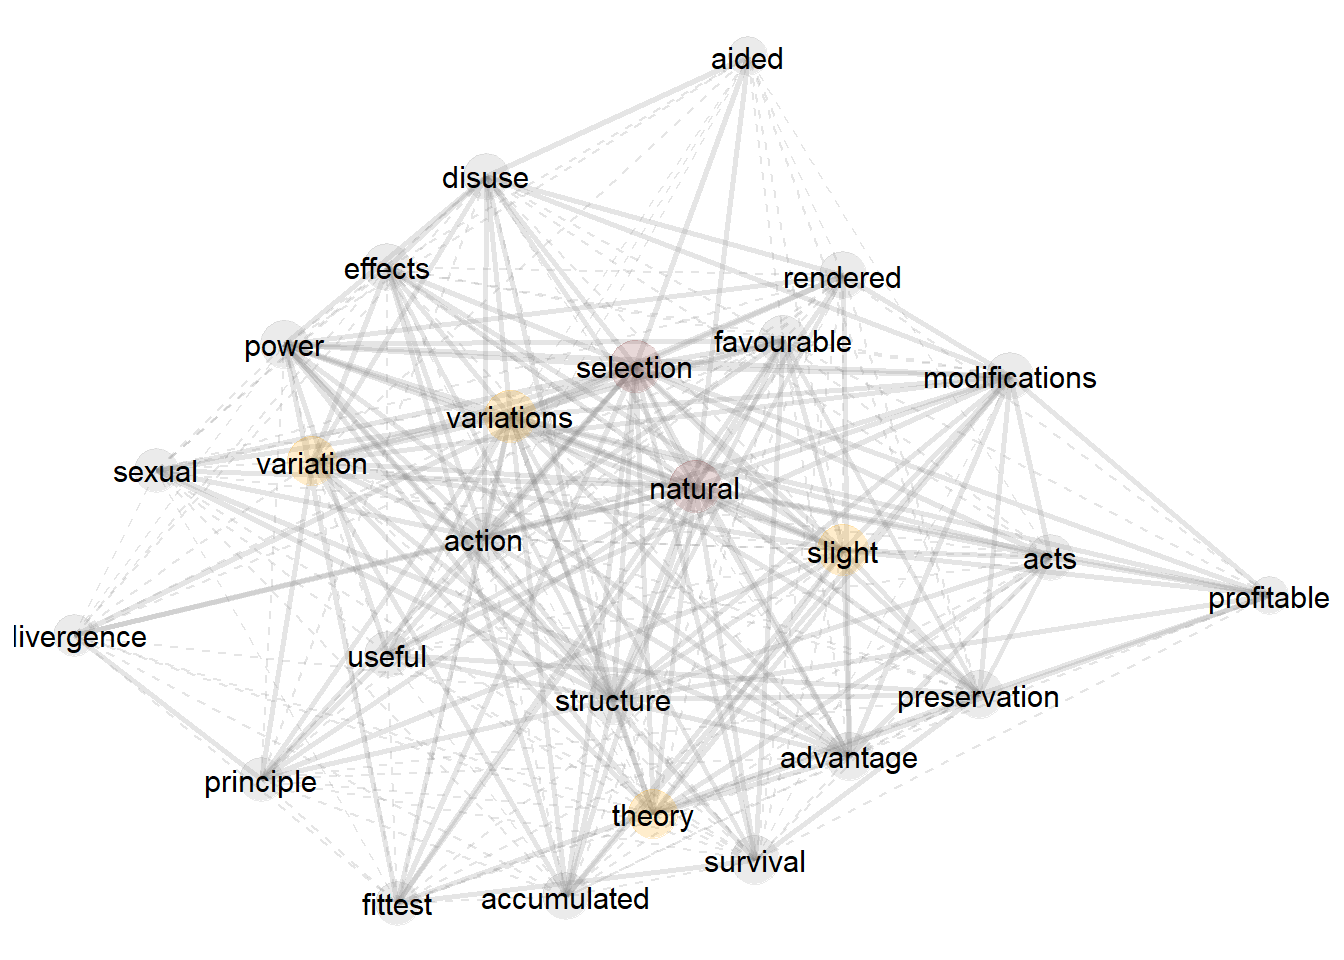 aided
disuse
effects
rendered
power
favourable
selection
modifications
variations
variation
sexual
natural
action
slight
acts
profitable
livergence
useful
structure
preservation
advantage
principle
theory
survival
accumulated
fittest